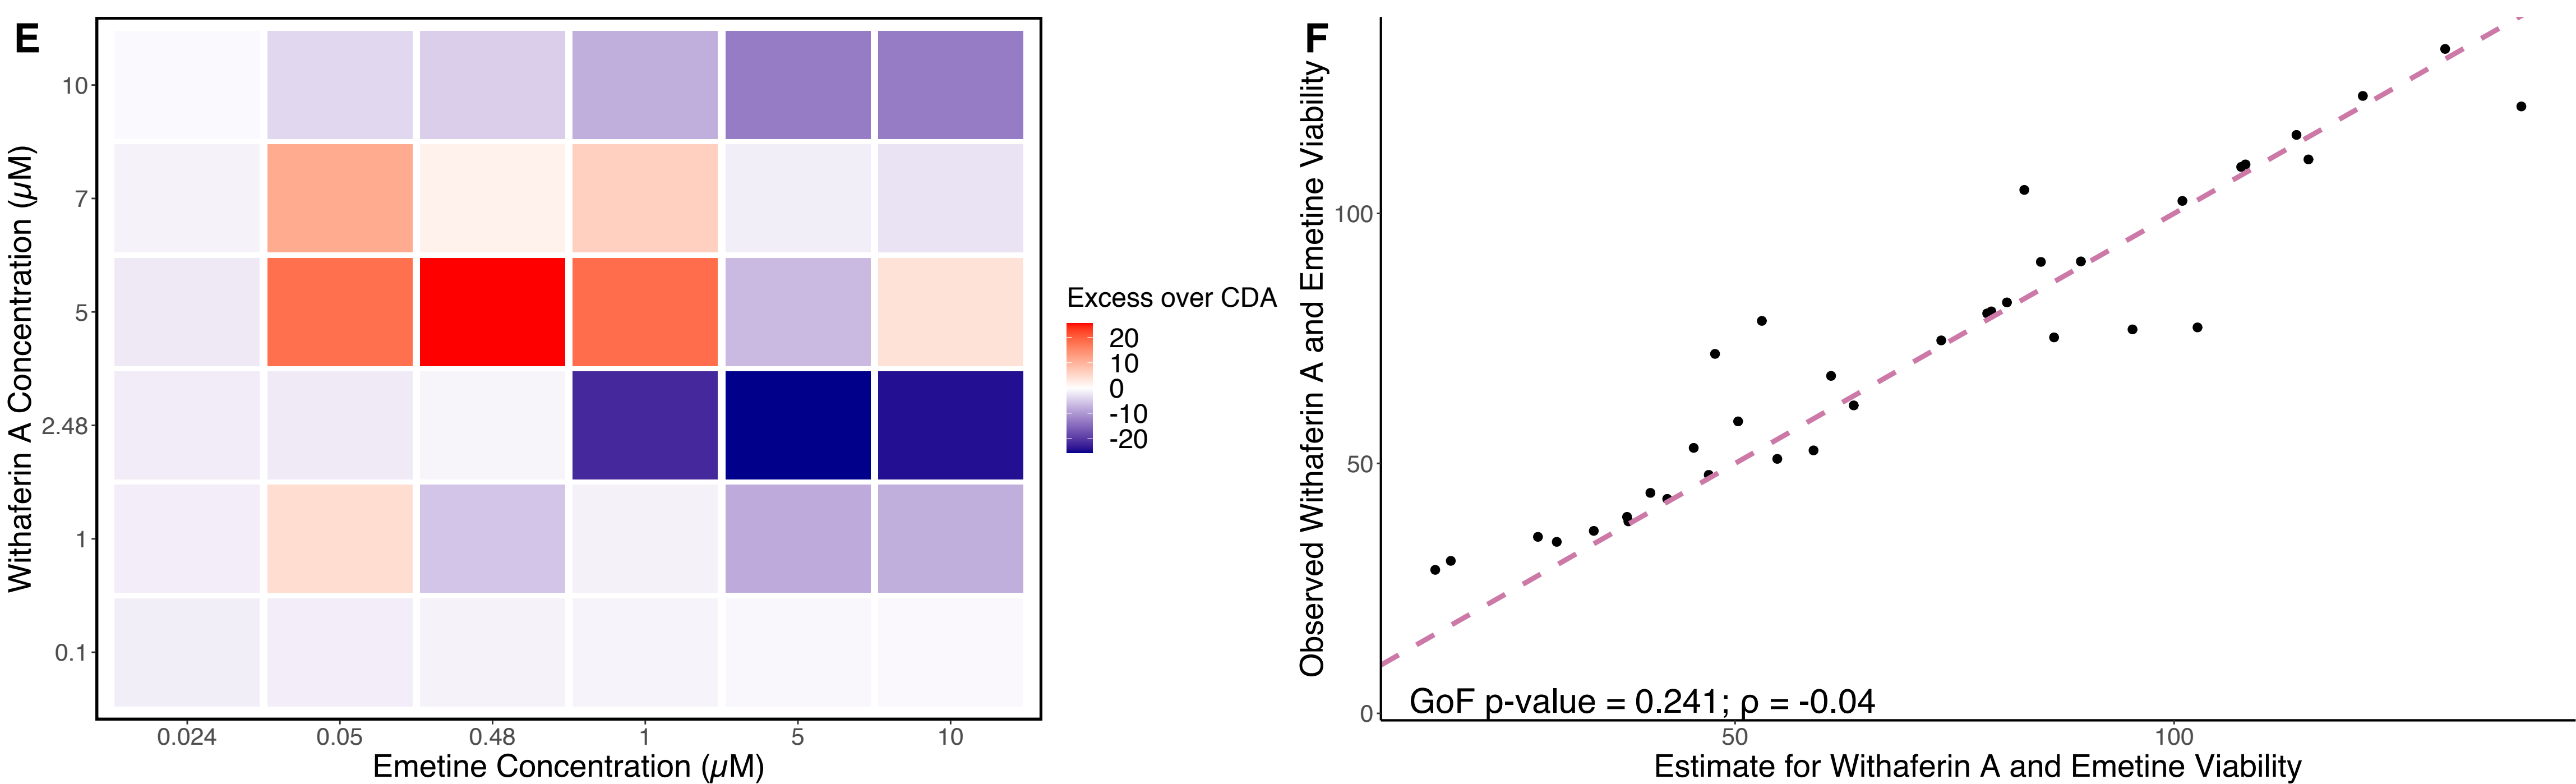 E
Withaferin A Concentration (µM)
10
7
5
2.48
1
0.1
0.024 0.05 0.48 1 5 10
Emetine Concentration (µM)
Excess over CDA
20
10
0
-10
-20
F
Observed Withaferin A and Emetine Viability
100
50
0
GoF p-value = 0.241; ρ = -0.04
50 100
Estimate for Withaferin A and Emetine Viability